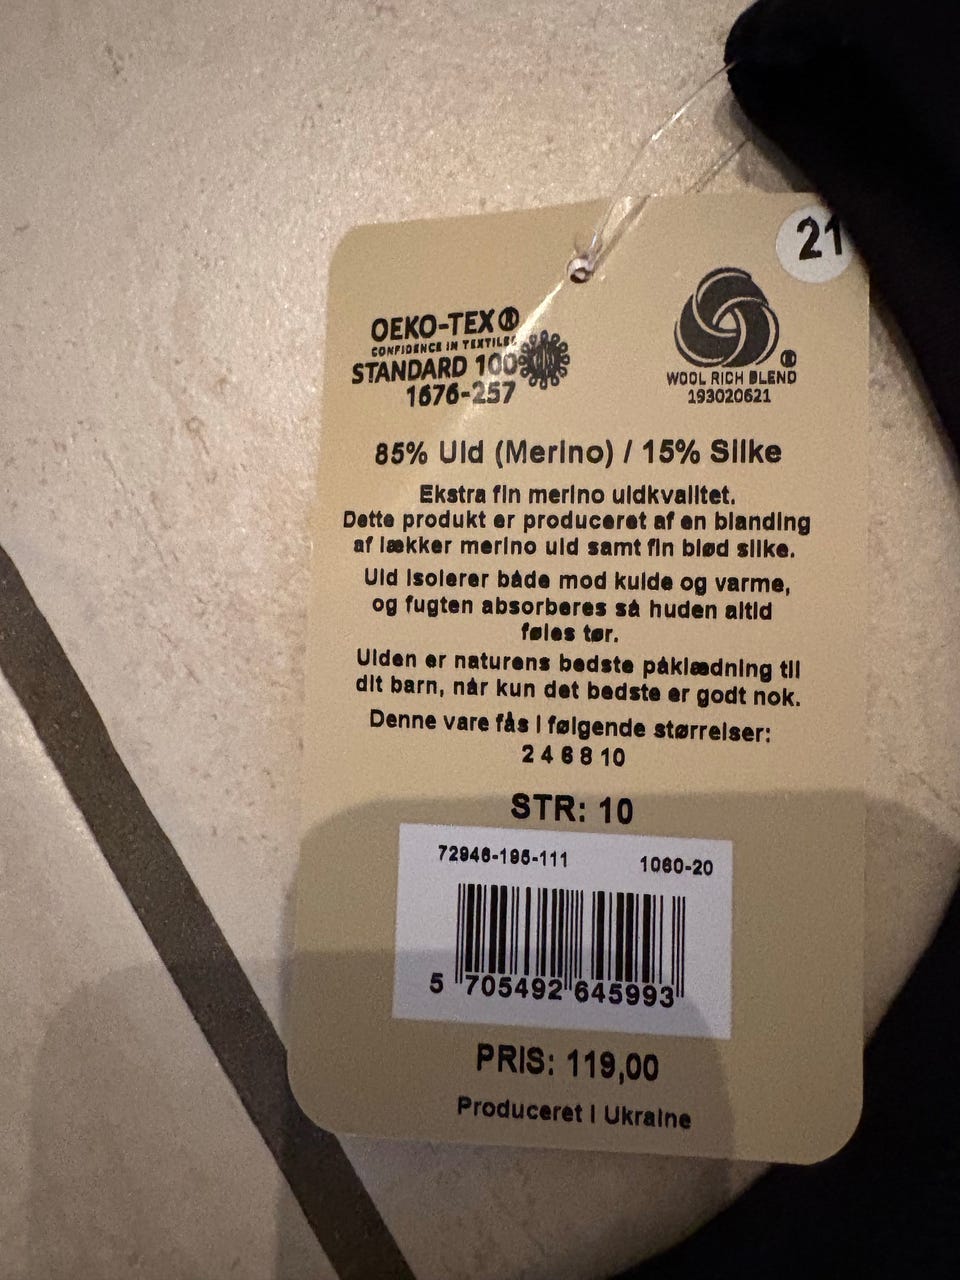 21
OEKO-TEX®
CONFIDENCE IN TEXTILES
STANDARD 100
1676-257
®
WOOL RICH BLEND
193020621
85% Uld (Merino) / 15% Silke
Ekstra fin merino uldkvalitet.
Dette produkt er produceret af en blanding
af lækker merino uld samt fin blød silke.
Uld isolerer både mod kulde og varme,
og fugten absorberes så huden altid
føles tør.
Ulden er naturens bedste påklædning til
dit barn, når kun det bedste er godt nok.
Denne vare fås i følgende størrelser:
2 4 6 8 10
STR: 10
72946-195-111 1060-20
5 705492 645993
PRIS: 119,00
Produceret i Ukraine